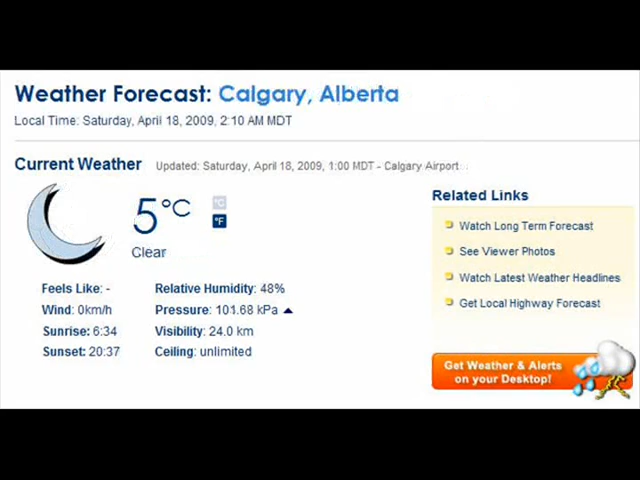 Weather Forecast: Calgary, Alberta
Local Time: Saturday, April 18, 2009, 2:10 AM MDT
Current Weather Updated: Saturday, April 18, 2009, 1:00 MDT - Calgary Airport
5°C
°C
°F
Clear
Feels Like: - Relative Humidity: 48%
Wind: 0km/h Pressure: 101.68 kPa
Sunrise: 6:34 Visibility: 24.0 km
Sunset: 20:37 Ceiling: unlimited
Related Links
Watch Long Term Forecast
See Viewer Photos
Watch Latest Weather Headlines
Get Local Highway Forecast
Get Weather & Alerts
on your Desktop!